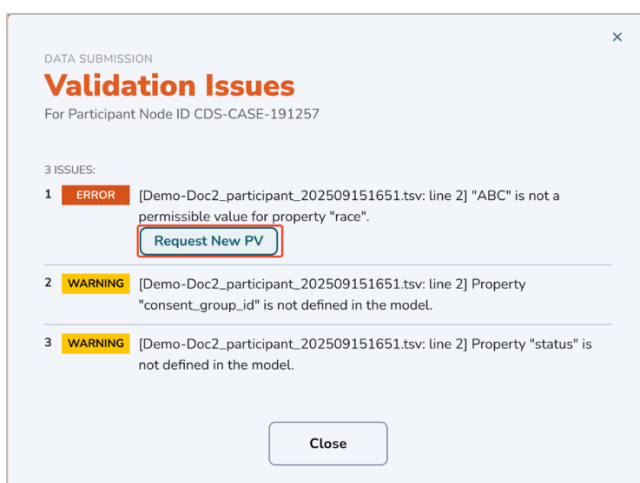 ×
DATA SUBMISSION
Validation Issues
For Participant Node ID CDS-CASE-191257
3 ISSUES:
1 ERROR [Demo-Doc2_participant_202509151651.tsv: line 2] "ABC" is not a
permissible value for property "race".
Request New PV
2 WARNING [Demo-Doc2_participant_202509151651.tsv: line 2] Property
"consent_group_id" is not defined in the model.
3 WARNING [Demo-Doc2_participant_202509151651.tsv: line 2] Property "status" is
not defined in the model.
Close